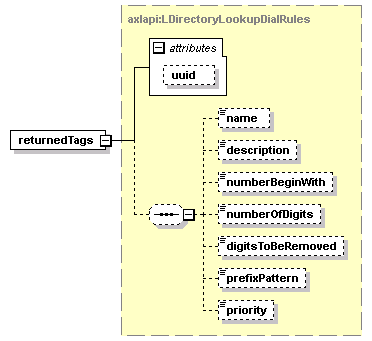 axlapi:LDirectoryLookupDialRules
attributes
uuid
returnedTags
name
description
numberBeginWith
numberOfDigits
digitsToBeRemoved
prefixPattern
priority